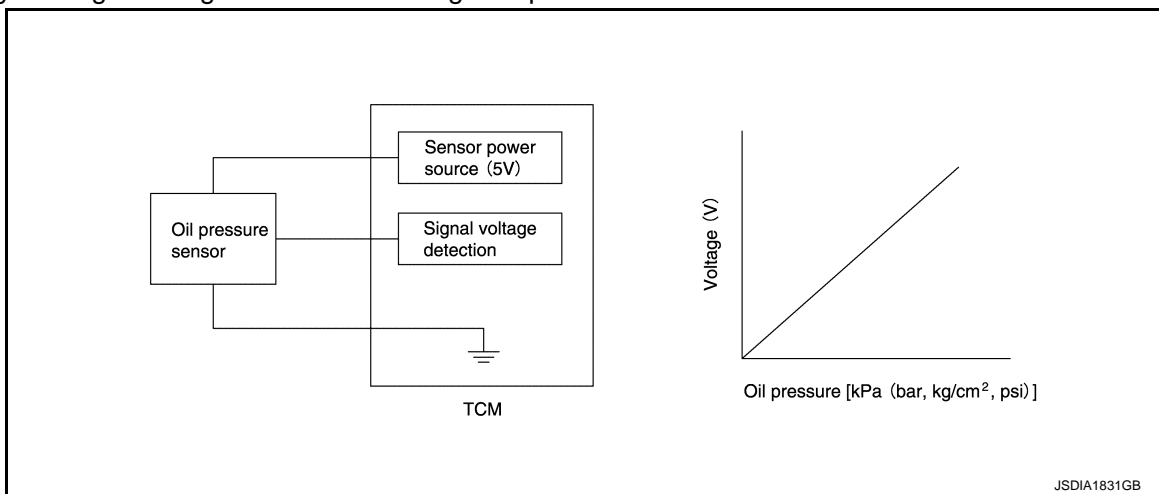 Sensor power
source (5V)
Oil pressure
sensor
Signal voltage
detection
TCM
Voltage (V)
Oil pressure [kPa (bar, kg/cm², psi)]
JSDIA1831GB